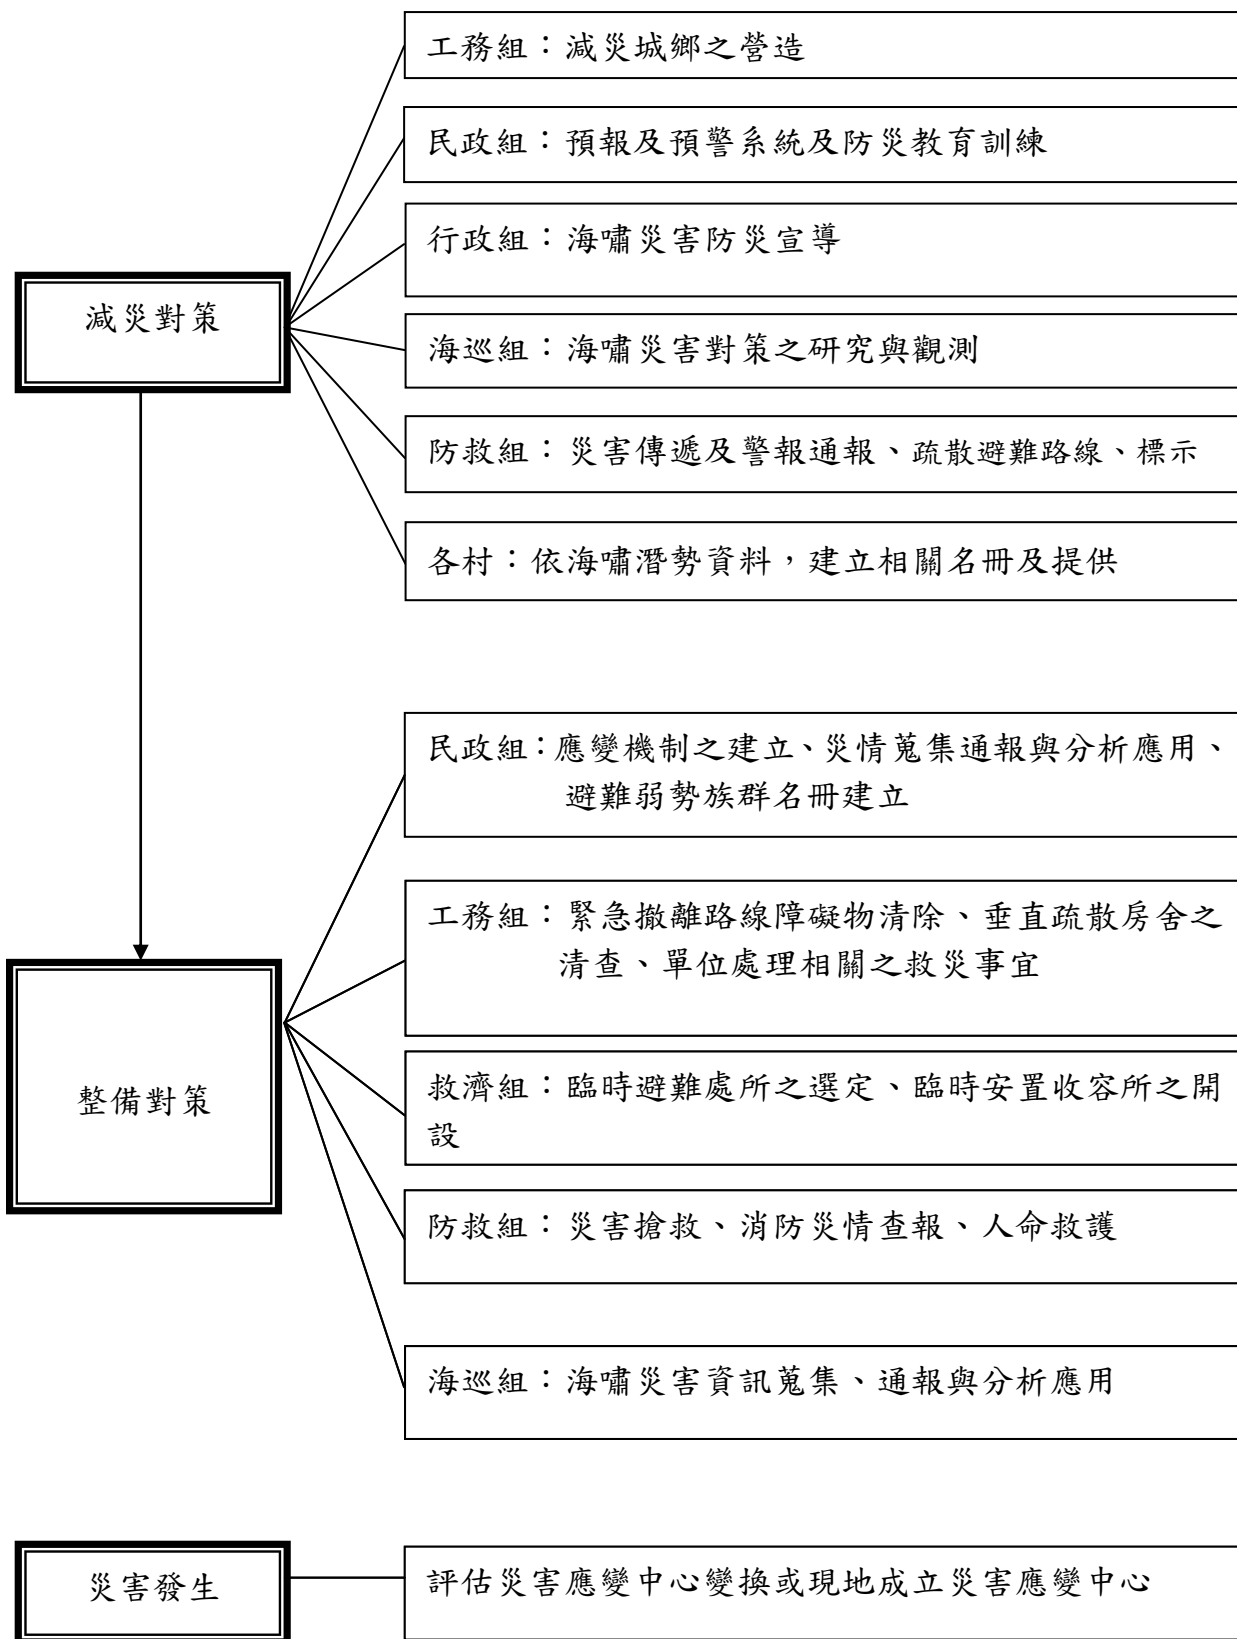 減災對策
工務組：減災城鄉之營造
民政組：預報及預警系統及防災教育訓練
行政組：海嘯災害防災宣導
海巡組：海嘯災害對策之研究與觀測
防救組：災害傳遞及警報通報、疏散避難路線、標示
各村：依海嘯潛勢資料，建立相關名冊及提供
整備對策
民政組：應變機制之建立、災情蒐集通報與分析應用、
避難弱勢族群名冊建立
工務組：緊急撤離路線障礙物清除、垂直疏散房舍之
清查、單位處理相關之救災事宜
救濟組：臨時避難處所之選定、臨時安置收容所之開
設
防救組：災害搶救、消防災情查報、人命救護
海巡組：海嘯災害資訊蒐集、通報與分析應用
災害發生
評估災害應變中心變換或現地成立災害應變中心